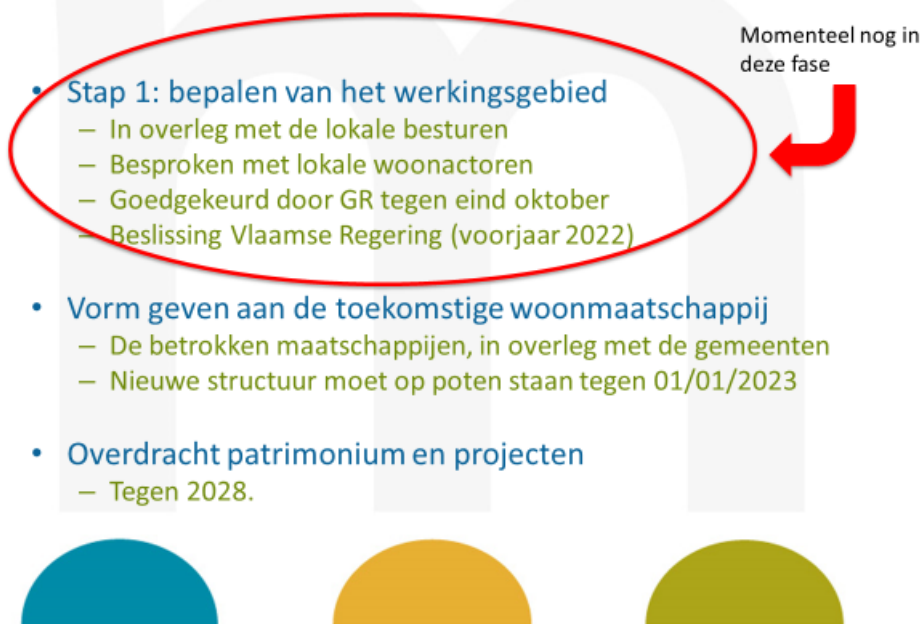 Momenteel nog in
deze fase
• Stap 1: bepalen van het werkingsgebied
– In overleg met de lokale besturen
– Besproken met lokale woonactoren
– Goedgekeurd door GR tegen eind oktober
– Beslissing Vlaamse Regering (voorjaar 2022)
• Vorm geven aan de toekomstige woonmaatschappij
– De betrokken maatschappijen, in overleg met de gemeenten
– Nieuwe structuur moet op poten staan tegen 01/01/2023
• Overdracht patrimonium en projecten
– Tegen 2028.